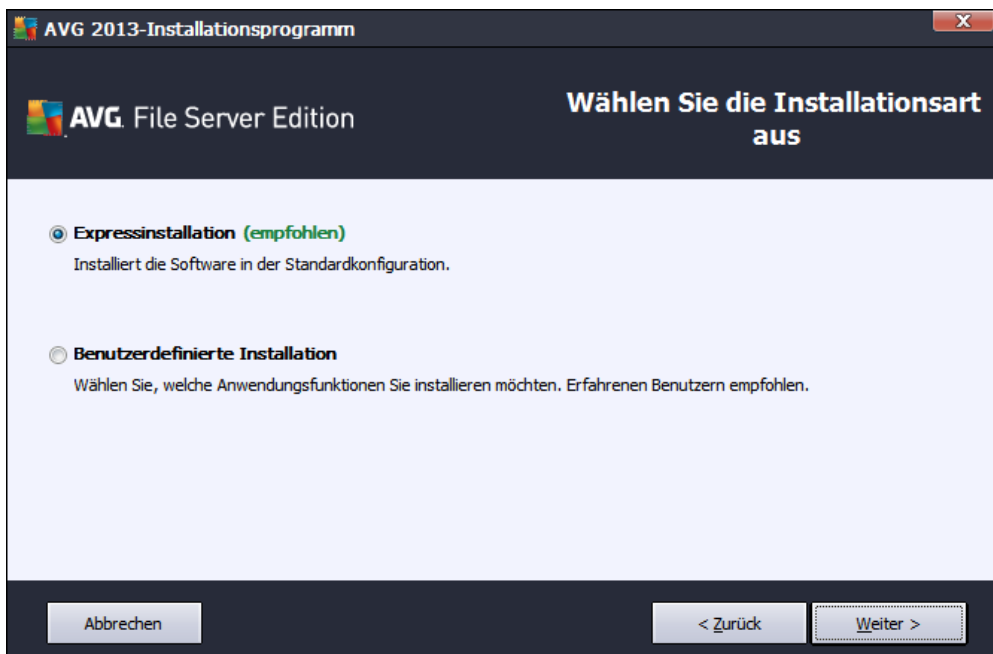 AVG 2013-Installationsprogramm
X
AVG. File Server Edition
Wählen Sie die Installationsart
aus
Expressinstallation (empfohlen)
Installiert die Software in der Standardkonfiguration.
Benutzerdefinierte Installation
Wählen Sie, welche Anwendungsfunktionen Sie installieren möchten. Erfahrenen Benutzern empfohlen.
Abbrechen
< Zurück
Weiter >